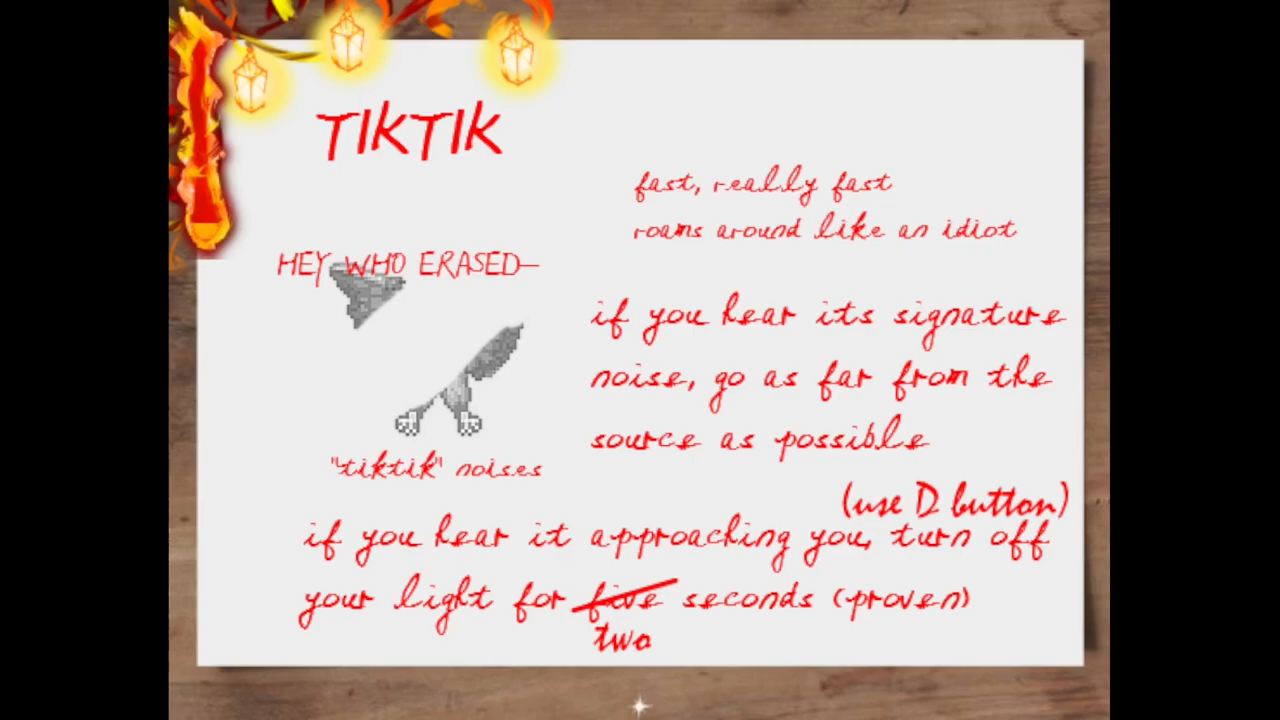 TIKTIK
fast, really fast
roams around like an idiot
HEY WHO ERASED—
if you hear its signature
noise, go as far from the
source as possible
"tiktik" noises
(use D button)
if you hear it approaching you, turn off
your light for five seconds (proven)
two